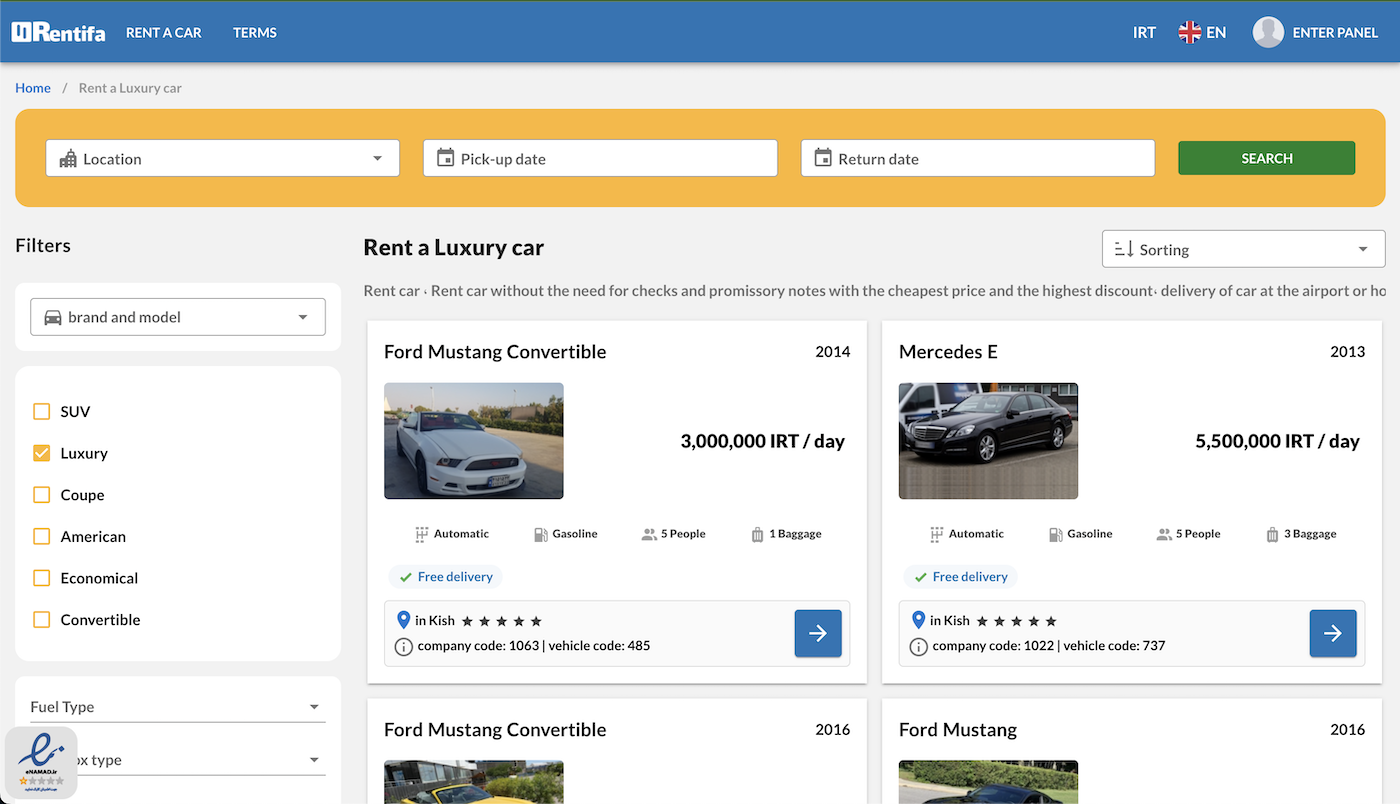 Rentifa RENT A CAR TERMS IRT EN ENTER PANEL
Home / Rent a Luxury car
Location Pick-up date Return date SEARCH
Filters
brand and model
SUV
Luxury
Coupe
American
Economical
Convertible
Fuel Type
ox type
eNAMAD.ir
Rent a Luxury car
Sorting
Rent car ، Rent car without the need for checks and promissory notes with the cheapest price and the highest discount، delivery of car at the airport or ho
Ford Mustang Convertible 2014
3,000,000 IRT / day
Automatic Gasoline 5 People 1 Baggage
Free delivery
in Kish ★ ★ ★ ★ ★
company code: 1063 | vehicle code: 485
Mercedes E 2013
5,500,000 IRT / day
Automatic Gasoline 5 People 3 Baggage
Free delivery
in Kish ★ ★ ★ ★ ★
company code: 1022 | vehicle code: 737
Ford Mustang Convertible 2016
Ford Mustang 2016